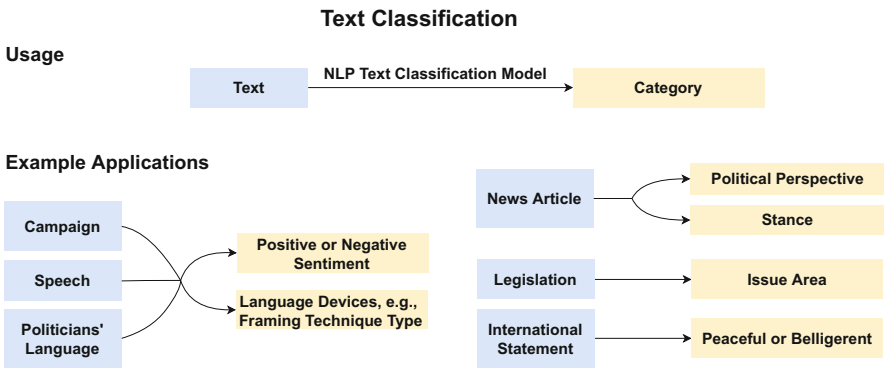 Text Classification
Usage
Text
NLP Text Classification Model
Category
Example Applications
Campaign
Speech
Politicians'
Language
Positive or Negative
Sentiment
Language Devices, e.g.,
Framing Technique Type
News Article
Political Perspective
Stance
Legislation
Issue Area
International
Statement
Peaceful or Belligerent